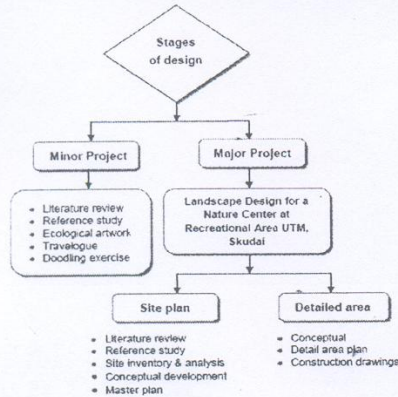 Stages
of design
Minor Project
Major Project
Literature review
Reference study
Ecological artwork
Travelogue
Doodling exercise
Landscape Design for a
Nature Center at
Recreational Area UTM,
Skudai
Site plan
Detailed area
Literature review
Reference study
Site inventory & analysis
Conceptual development
Master plan
Conceptual
Detail area plan
Construction drawings